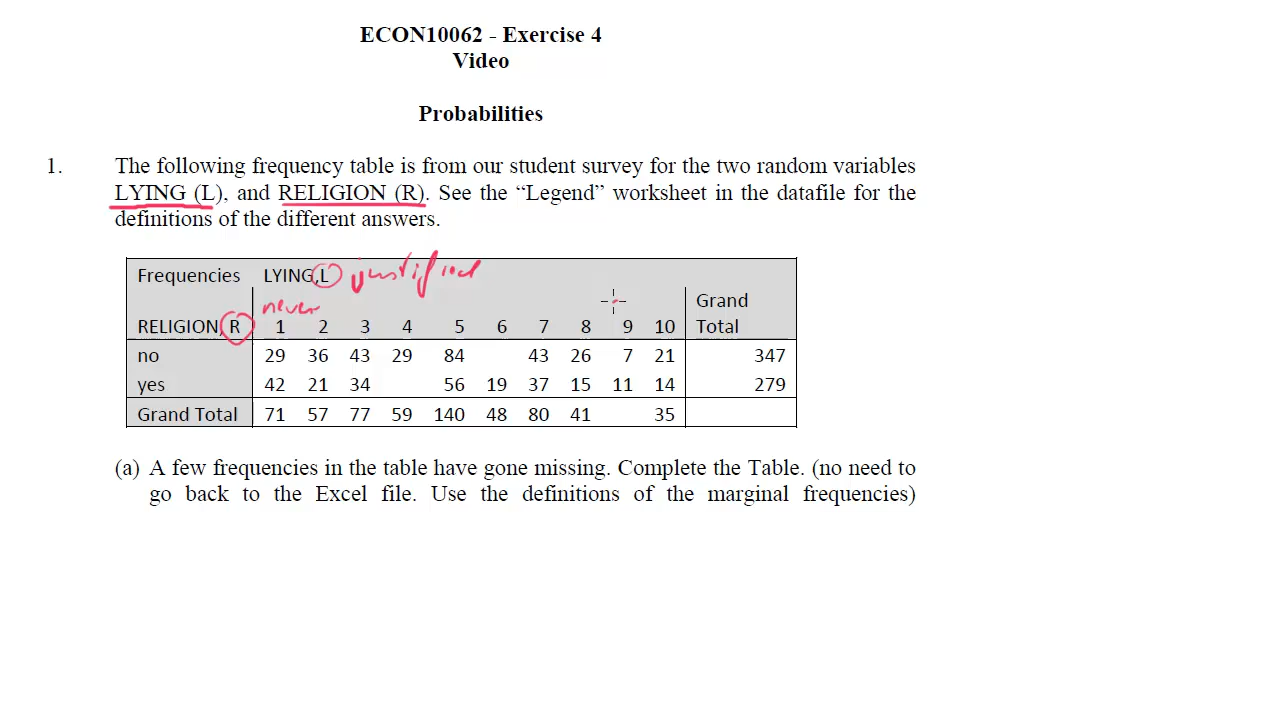 ECON10062 - Exercise 4
Video
Probabilities
1. The following frequency table is from our student survey for the two random variables
LYING (L), and RELIGION (R). See the “Legend” worksheet in the datafile for the
definitions of the different answers.
Frequencies LYING,L justified
never Grand
RELIGION, R 1 2 3 4 5 6 7 8 9 10 Total
no 29 36 43 29 84 43 26 7 21 347
yes 42 21 34 56 19 37 15 11 14 279
Grand Total 71 57 77 59 140 48 80 41 35
(a) A few frequencies in the table have gone missing. Complete the Table. (no need to
go back to the Excel file. Use the definitions of the marginal frequencies)